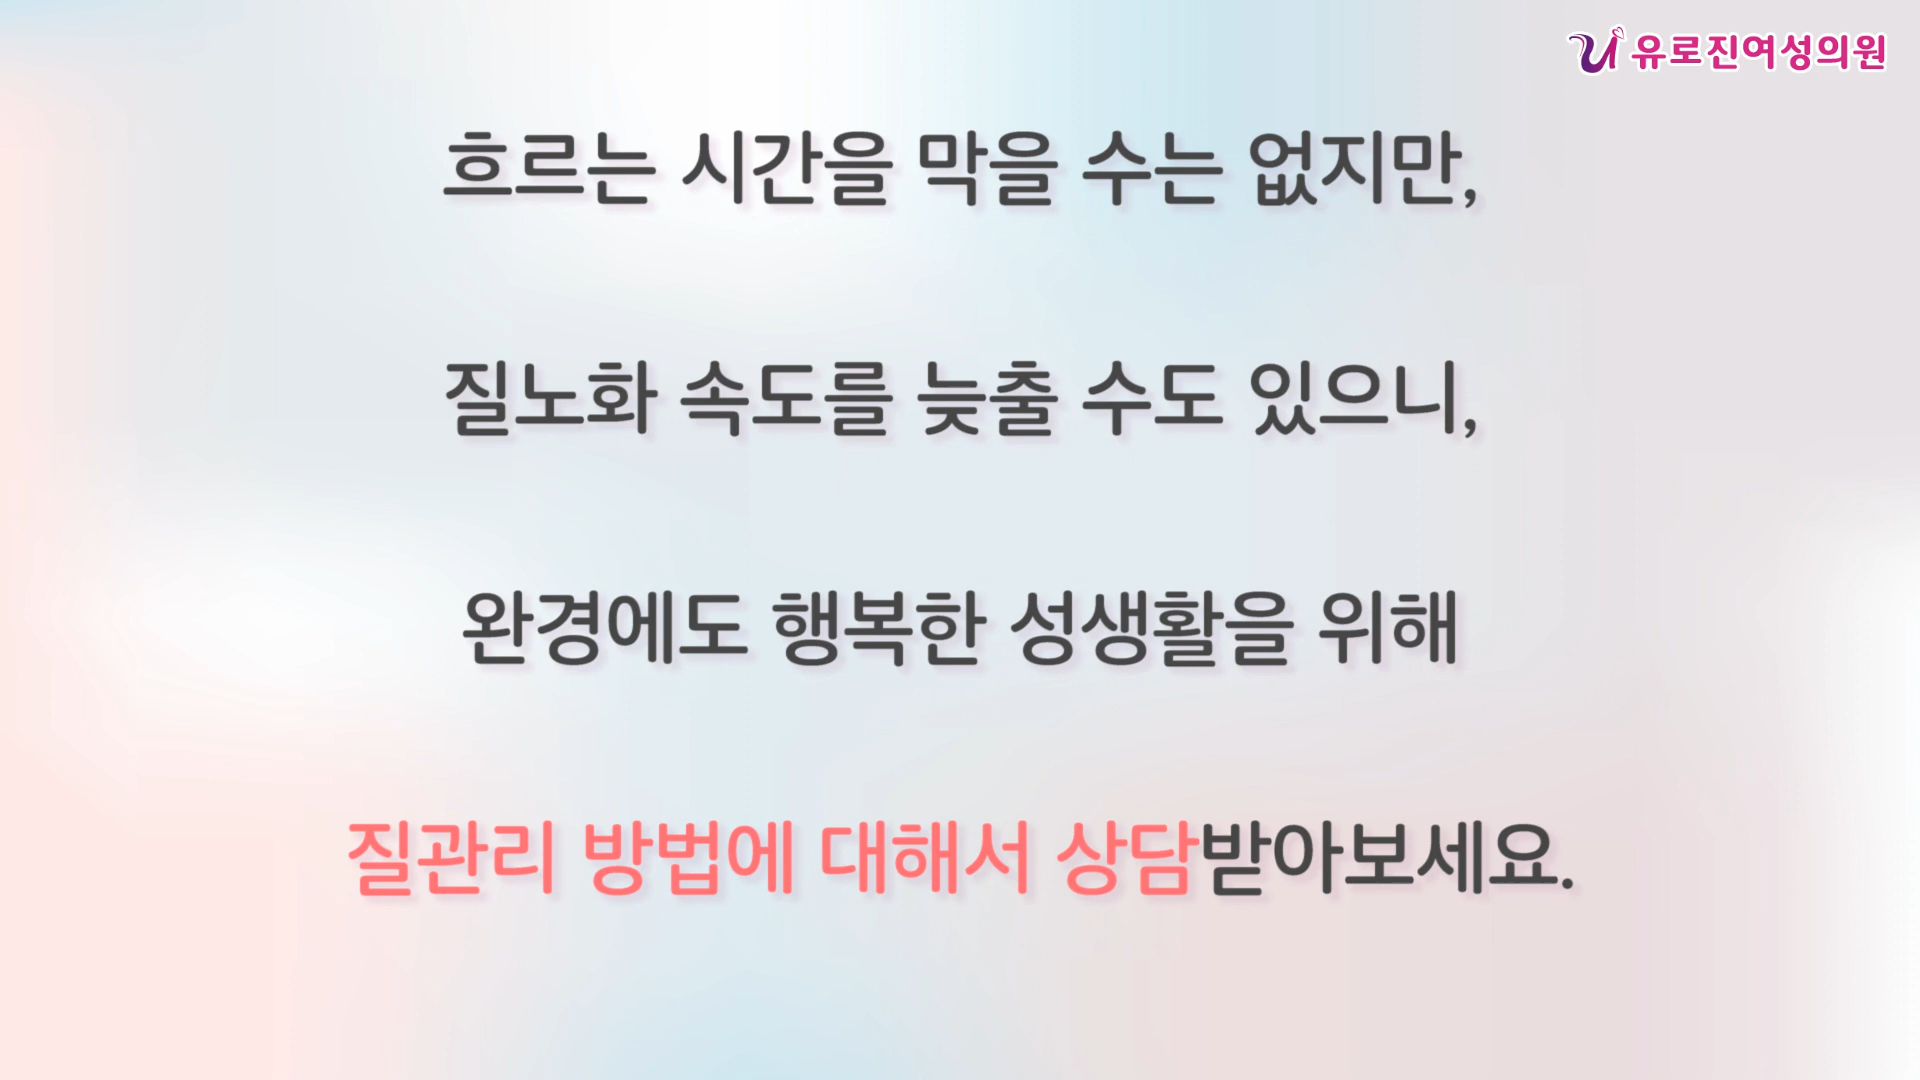 유로진여성의원
흐르는 시간을 막을 수는 없지만,
질노화 속도를 늦출 수도 있으니,
완경에도 행복한 성생활을 위해
질관리 방법에 대해서 상담받아보세요.